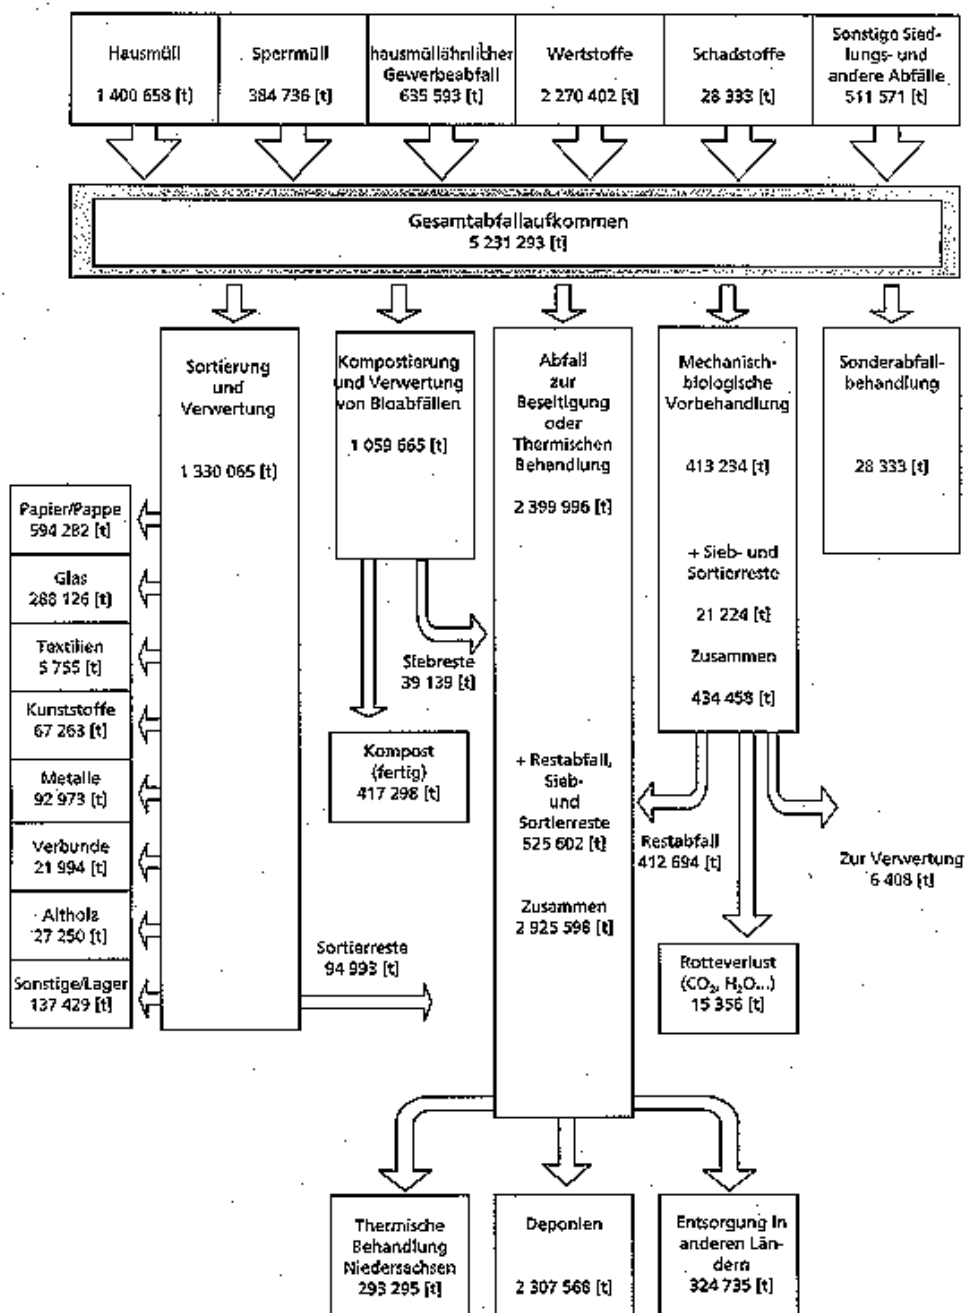 Hausmüll
1 400 658 [t]
Sperrmüll
384 736 [t]
hausmüllähnlicher
Gewerbeabfall
635 593 [t]
Wertstoffe
2 270 402 [t]
Schadstoffe
28 333 [t]
Sonstige Sied-
lungs- und
andere Abfälle
511 571 [t]
Gesamtabfallaufkommen
5 231 293 [t]
Sortierung
und
Verwertung
1 330 065 [t]
Kompostierung
und Verwertung
von Bioabfällen
1 059 665 [t]
Abfall
zur
Beseitigung
oder
Thermischen
Behandlung
2 399 996 [t]
Mechanisch-
biologische
Vorbehandlung
413 234 [t]
+ Sieb- und
Sortierreste
21 224 [t]
Zusammen
434 458 [t]
Sonderabfall-
behandlung
28 333 [t]
Papier/Pappe
594 282 [t]
Glas
288 126 [t]
Textilien
5 755 [t]
Kunststoffe
67 263 [t]
Metalle
92 973 [t]
Verbunde
21 994 [t]
Altholz
27 250 [t]
Sonstige/Lager
137 429 [t]
Siebreste
39 139 [t]
Kompost
(fertig)
417 298 [t]
+ Restabfall,
Sieb-
und
Sortierreste
525 602 [t]
Zusammen
2 925 598 [t]
Restabfall
412 694 [t]
Zur Verwertung
6 408 [t]
Sortierreste
94 993 [t]
Rotteverlust
(CO₂, H₂O...)
15 356 [t]
Thermische
Behandlung
Niedersachsen
293 295 [t]
Deponien
2 307 568 [t]
Entsorgung in
anderen Län-
dern
324 735 [t]